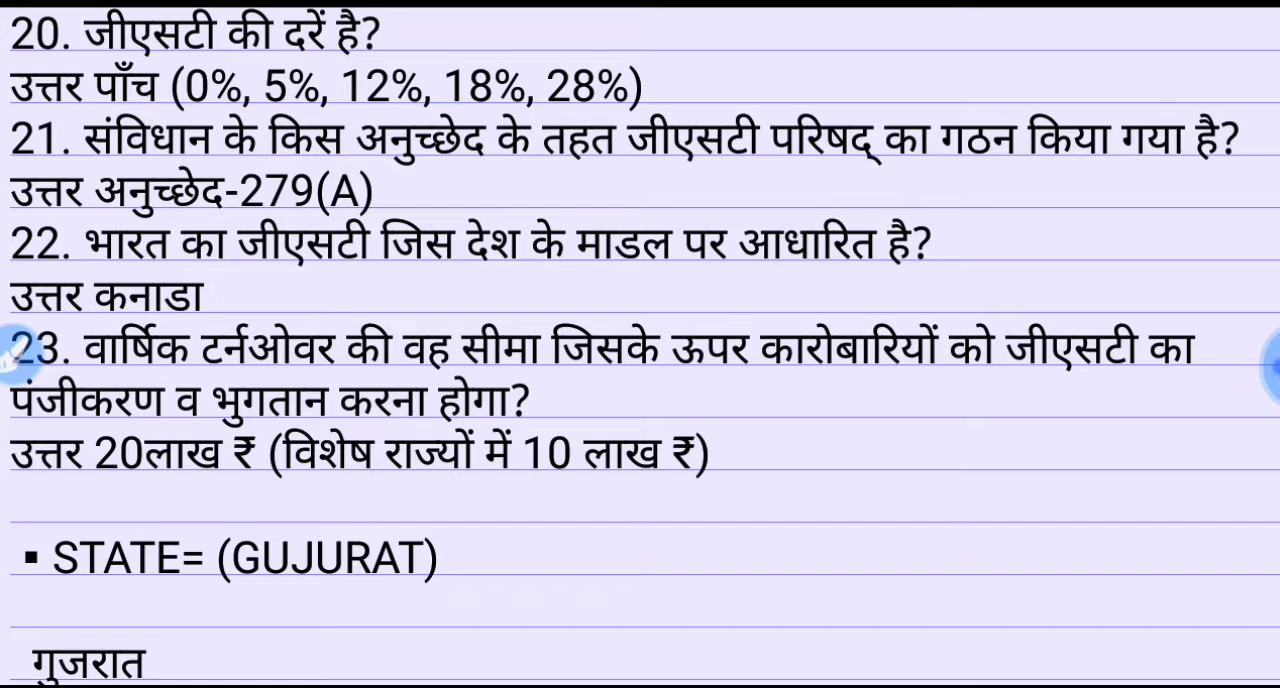 20. जीएसटी की दरें है?
उत्तर पाँच (0%, 5%, 12%, 18%, 28%)
21. संविधान के किस अनुच्छेद के तहत जीएसटी परिषद् का गठन किया गया है?
उत्तर अनुच्छेद-279(A)
22. भारत का जीएसटी जिस देश के माडल पर आधारित है?
उत्तर कनाडा
23. वार्षिक टर्नओवर की वह सीमा जिसके ऊपर कारोबारियों को जीएसटी का
पंजीकरण व भुगतान करना होगा?
उत्तर 20लाख ₹ (विशेष राज्यों में 10 लाख ₹)
▪ STATE= (GUJURAT)
गुजरात